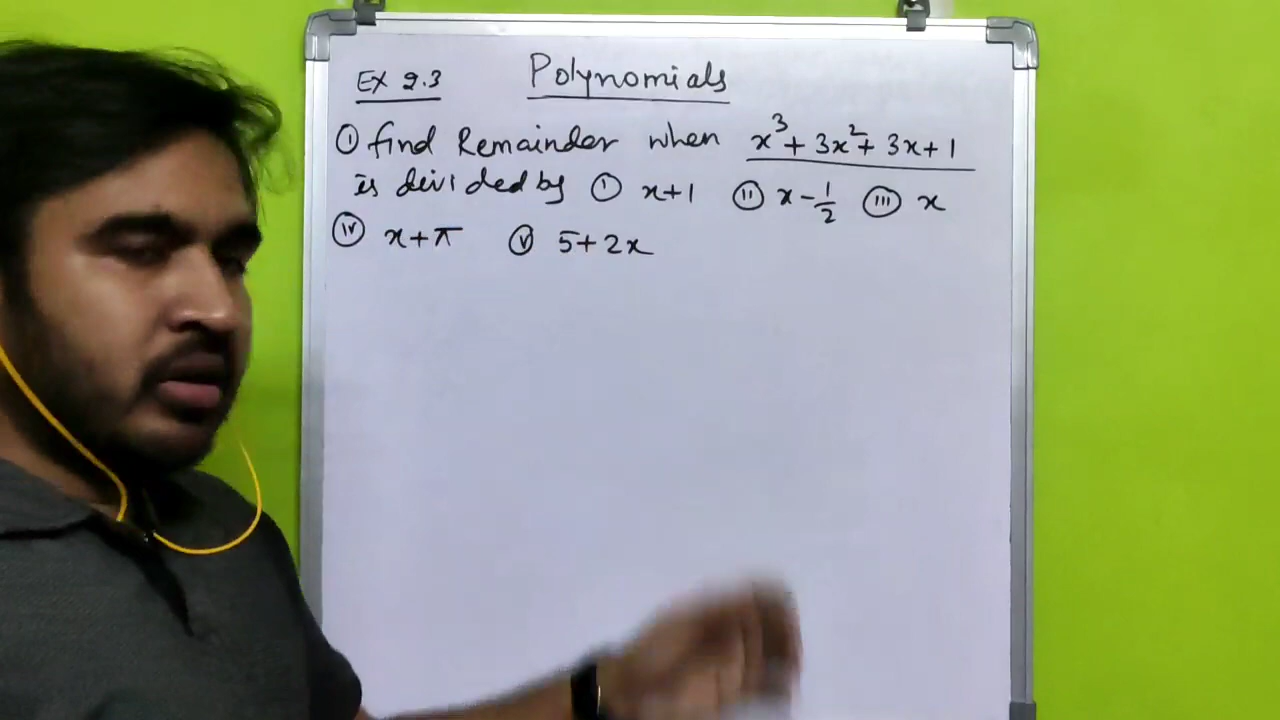 Ex 2.3 Polynomials
① find Remainder when x³ + 3x² + 3x + 1
is divided by ⓘ x+1 ⓘⓘ x - 1/2 ⓘⓘⓘ x
ⓘⓥ x+π ⓥ 5+2x